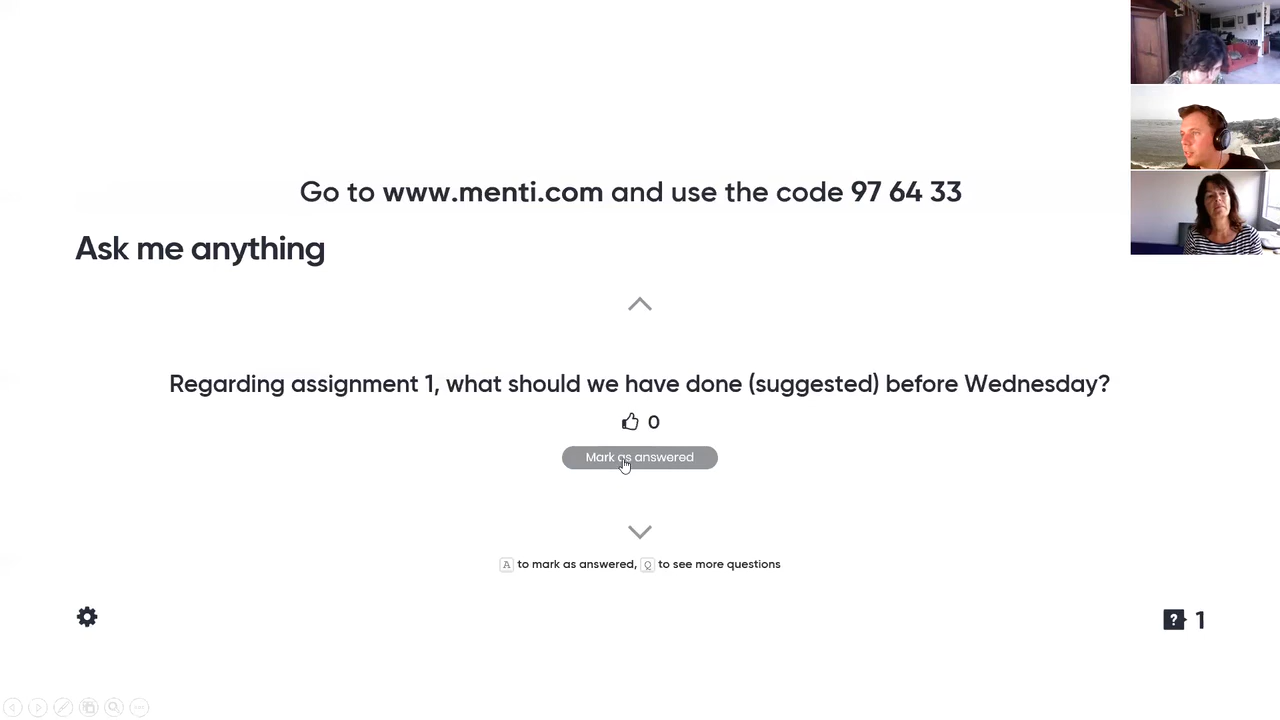 Go to www.menti.com and use the code 97 64 33
Ask me anything
Regarding assignment 1, what should we have done (suggested) before Wednesday?
0
Mark as answered
A to mark as answered, Q to see more questions
? 1